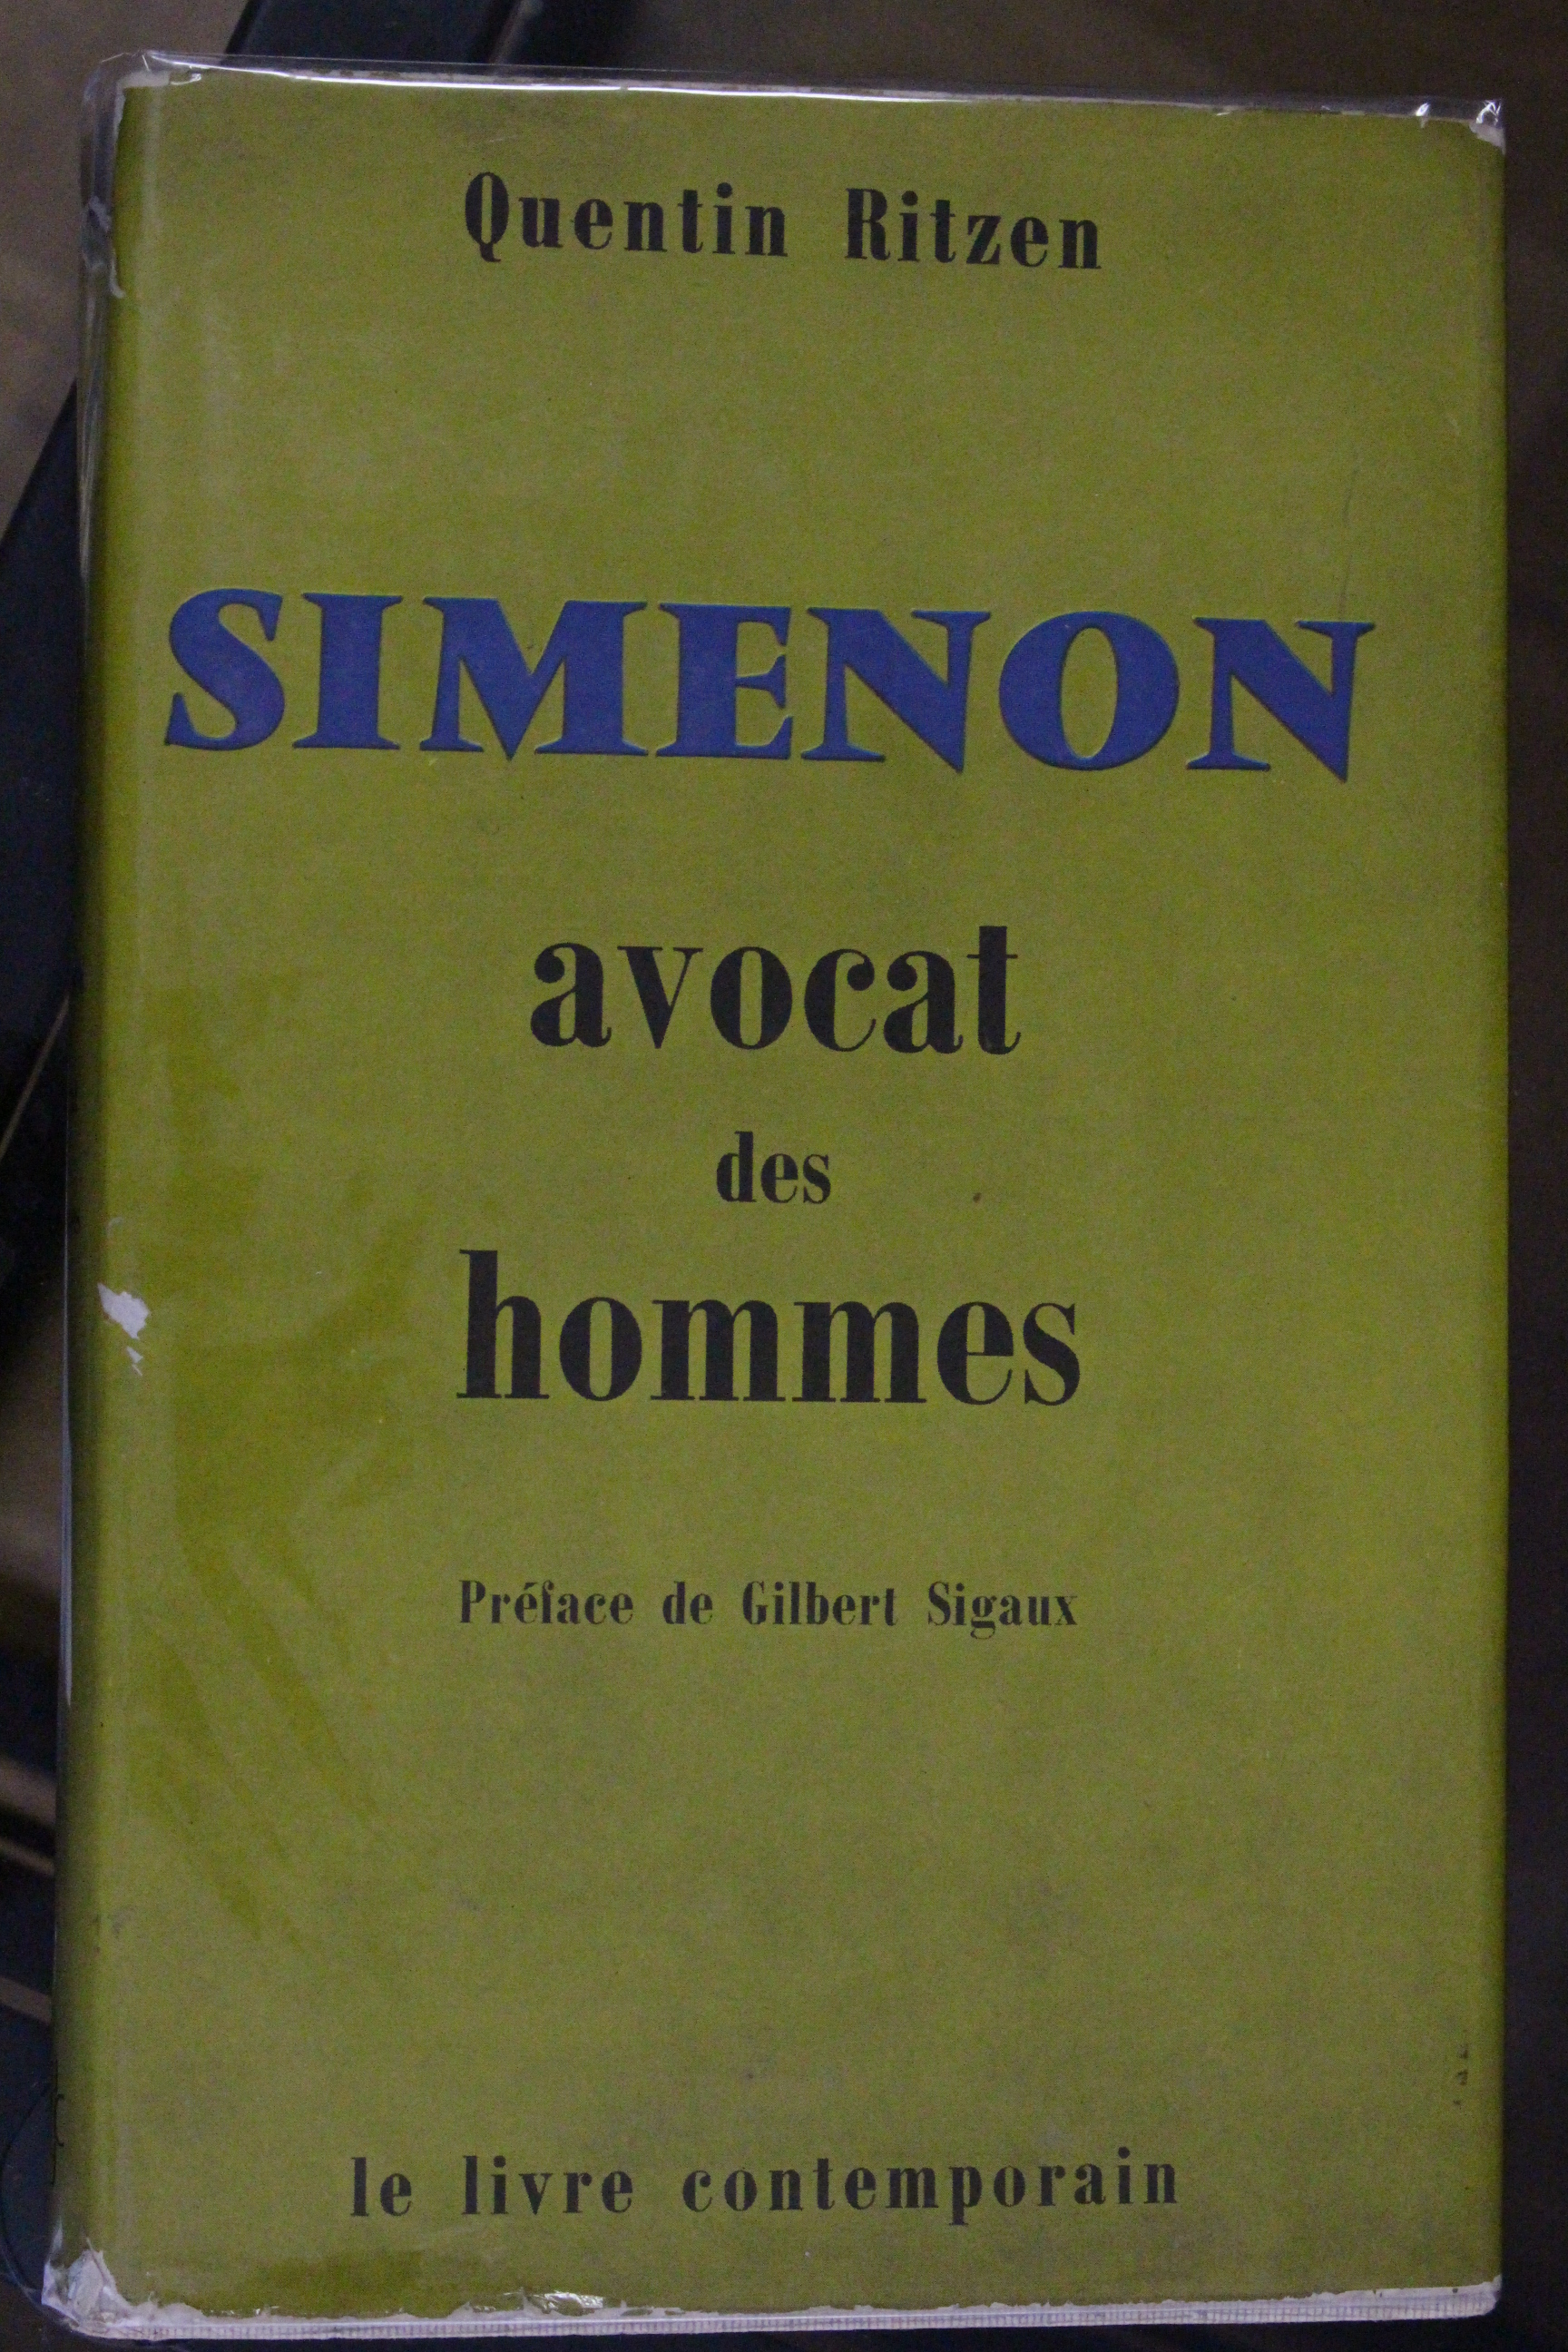 Quentin Ritzen
SIMENON
avocat
des
hommes
Préface de Gilbert Sigaux
le livre contemporain